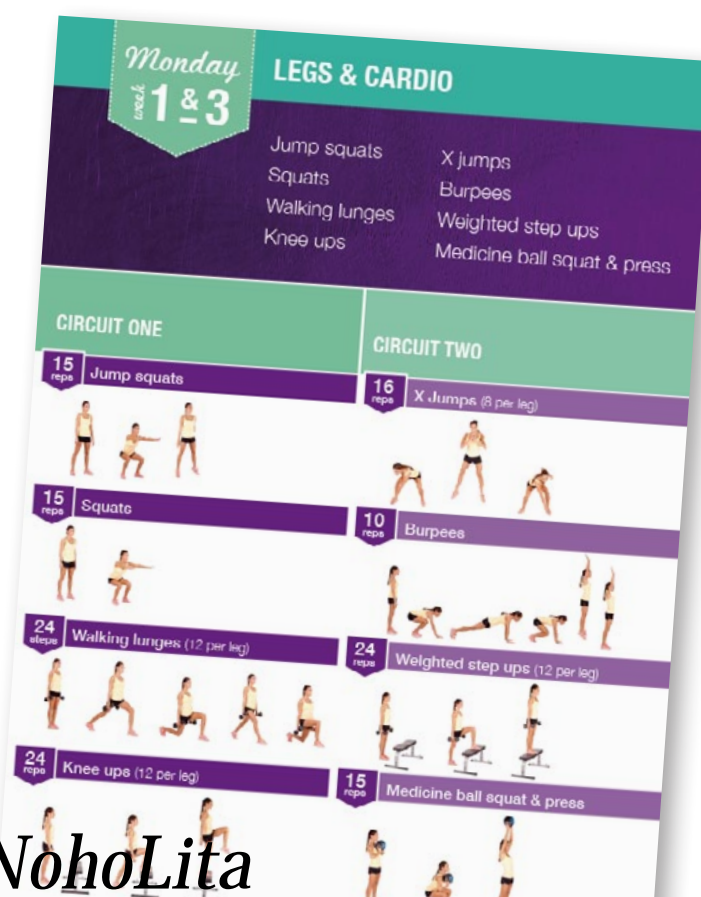 Monday
week 1 & 3
LEGS & CARDIO
Jump squats
Squats
Walking lunges
Knee ups
X jumps
Burpees
Weighted step ups
Medicine ball squat & press
CIRCUIT ONE
15 reps Jump squats
15 reps Squats
24 steps Walking lunges (12 per leg)
24 reps Knee ups (12 per leg)
CIRCUIT TWO
16 reps X Jumps (8 per leg)
10 reps Burpees
24 reps Weighted step ups (12 per leg)
15 reps Medicine ball squat & press
NohoLita